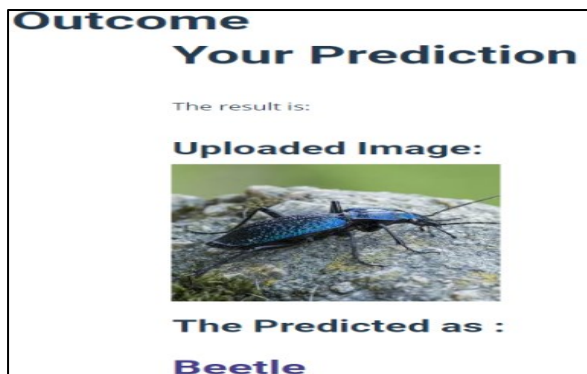 Outcome
Your Prediction
The result is:
Uploaded Image:
The Predicted as :
Beetle